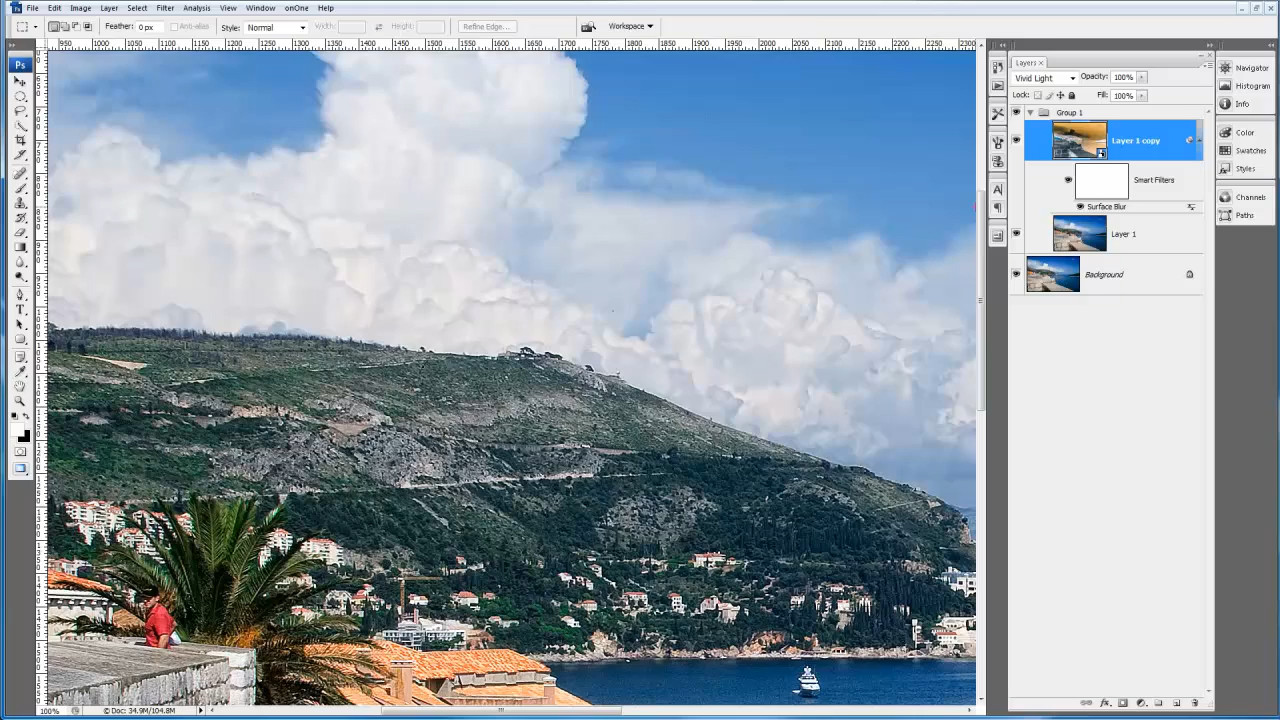 Ps File Edit Image Layer Select Filter Analysis View Window onOne Help
Feather: 0 px Anti-alias Style: Normal Width: Height: Refine Edge... Workspace
950 1000 1050 1100 1150 1200 1250 1300 1350 1400 1450 1500 1550 1600 1650 1700 1750 1800 1850 1900 1950 2000 2050 2100 2150 2200 2250 2300
Ps
Layers
Vivid Light Opacity: 100%
Lock: Fill: 100%
Group 1
Layer 1 copy
Smart Filters
Surface Blur
Layer 1
Background
Navigator
Histogram
Info
Color
Swatches
Styles
Channels
Paths
100% Doc: 34.9M/104.8M